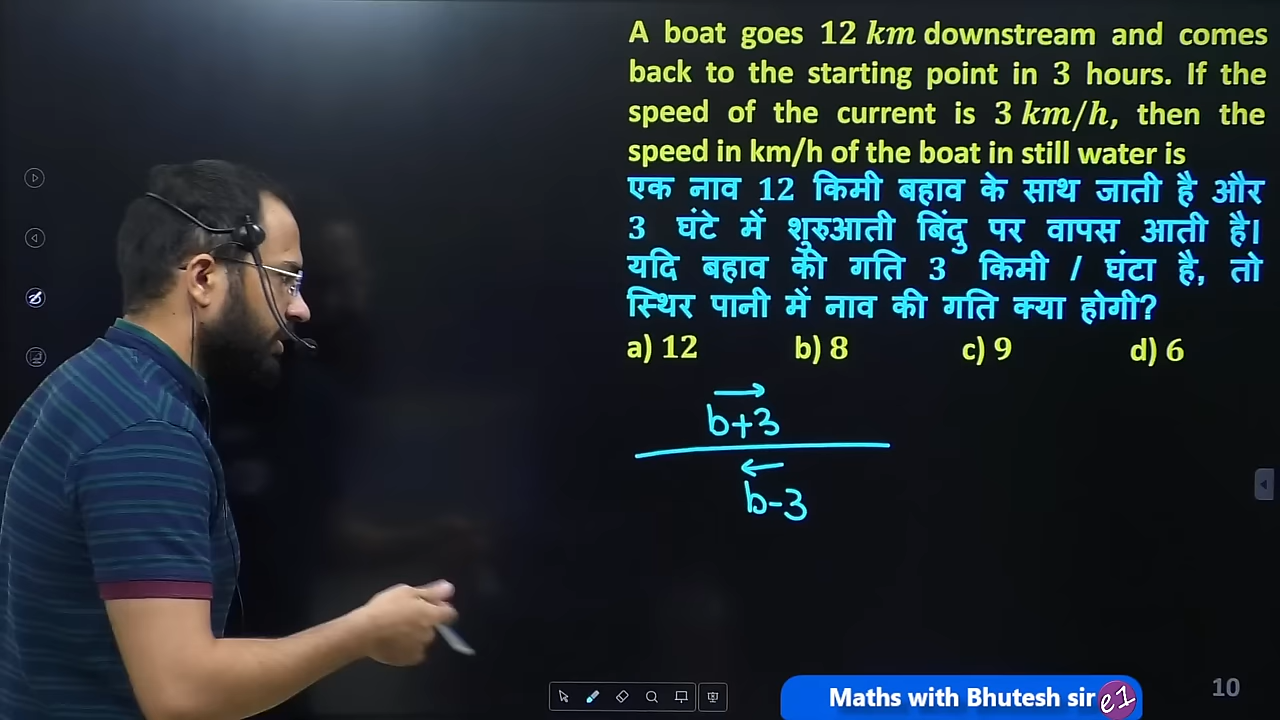 A boat goes 12 km downstream and comes
back to the starting point in 3 hours. If the
speed of the current is 3 km/h, then the
speed in km/h of the boat in still water is
एक नाव 12 किमी बहाव के साथ जाती है और
3 घंटे में शुरुआती बिंदु पर वापस आती है।
यदि बहाव की गति 3 किमी / घंटा है, तो
स्थिर पानी में नाव की गति क्या होगी?
a) 12 b) 8 c) 9 d) 6
b+3
b-3
Maths with Bhutesh sir e1
10